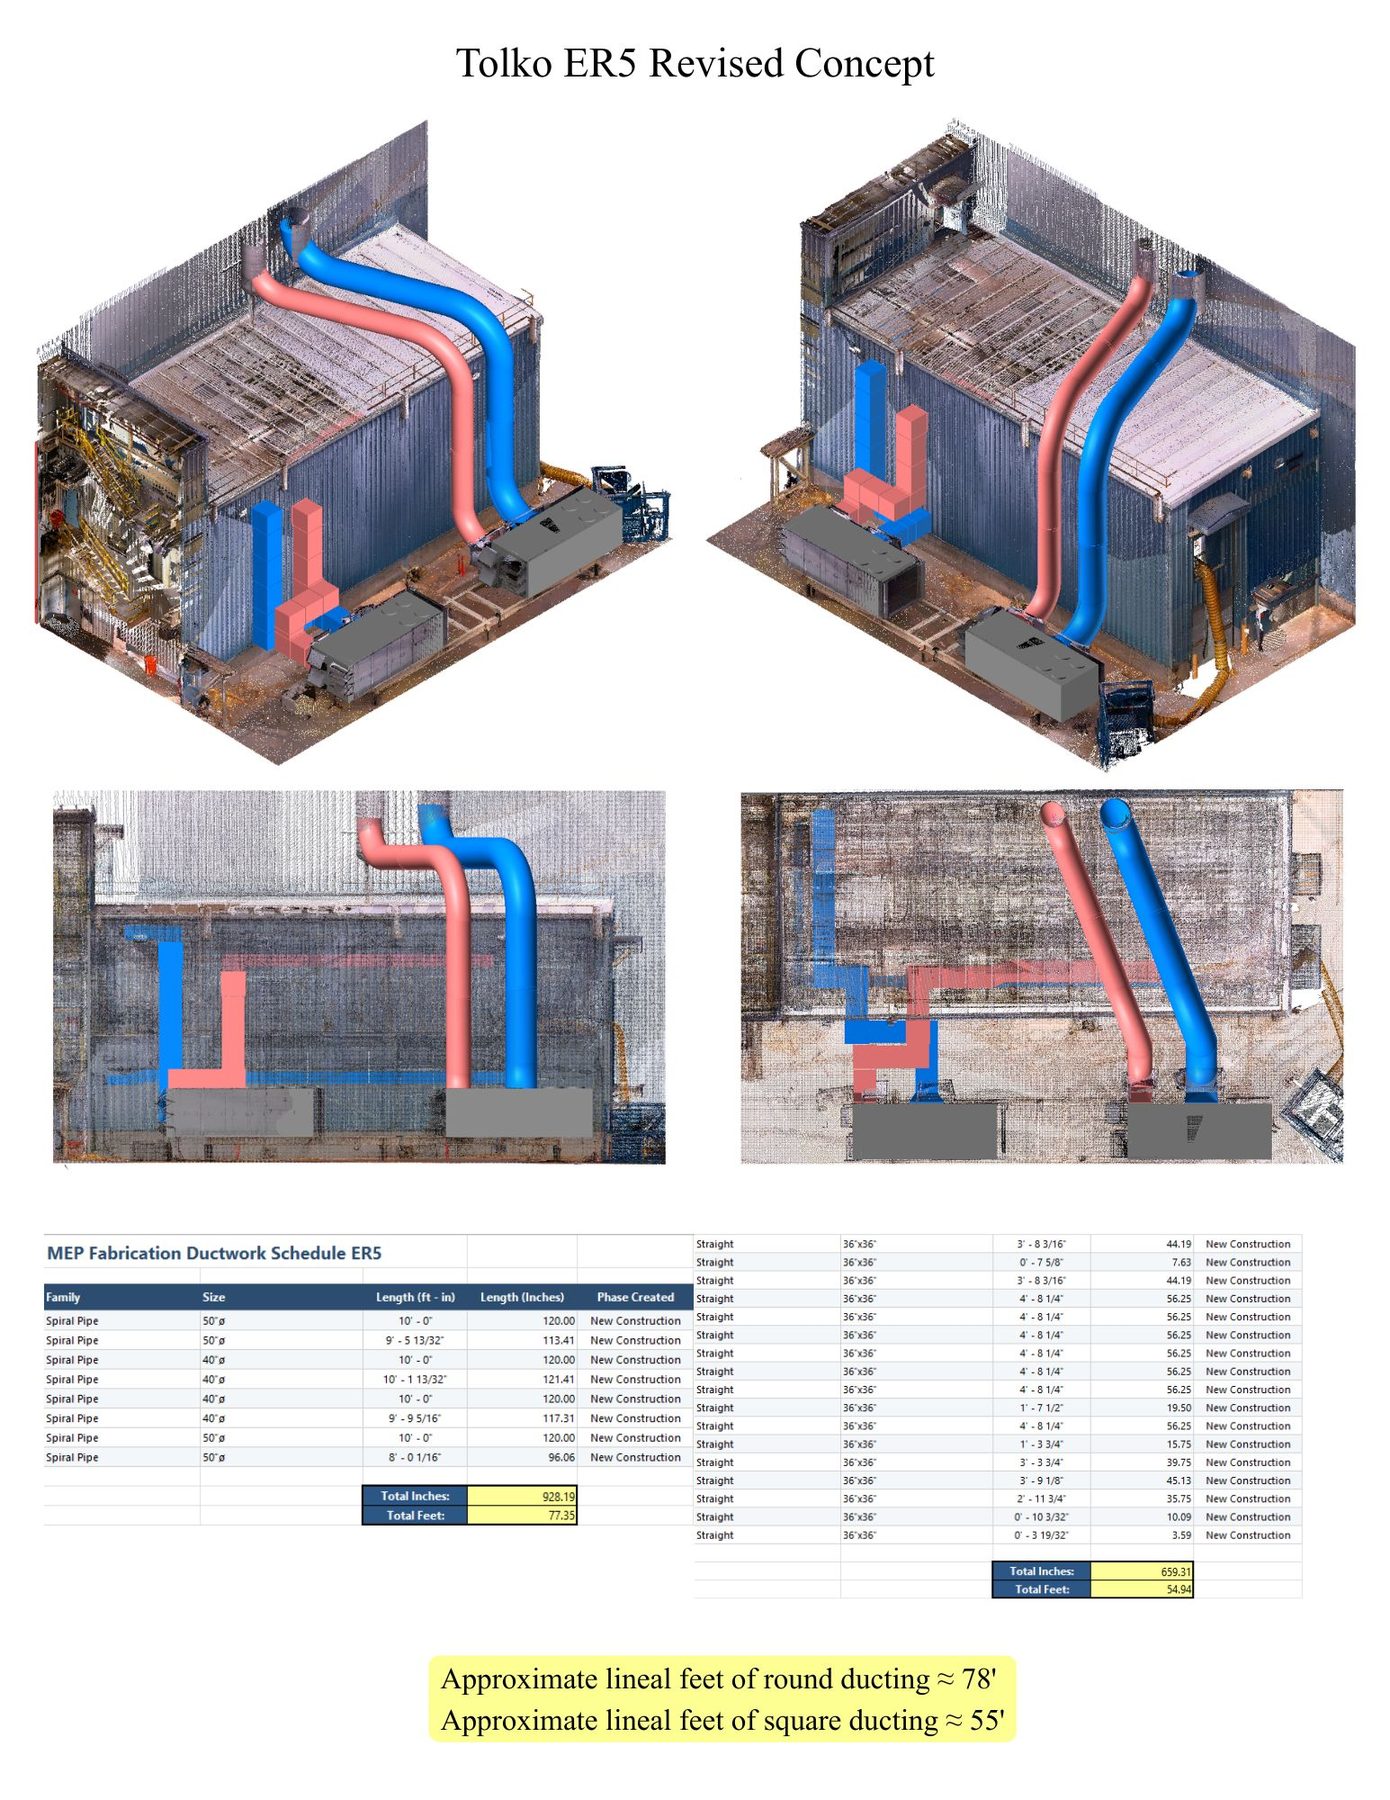 Tolko ER5 Revised Concept
MEP Fabrication Ductwork Schedule ER5
Family Size Length (ft - in) Length (Inches) Phase Created
Spiral Pipe 50"ø 10' - 0" 120.00 New Construction
Spiral Pipe 50"ø 9' - 5 13/32" 113.41 New Construction
Spiral Pipe 40"ø 10' - 0" 120.00 New Construction
Spiral Pipe 40"ø 10' - 1 13/32" 121.41 New Construction
Spiral Pipe 40"ø 10' - 0" 120.00 New Construction
Spiral Pipe 40"ø 9' - 9 5/16" 117.31 New Construction
Spiral Pipe 50"ø 10' - 0" 120.00 New Construction
Spiral Pipe 50"ø 8' - 0 1/16" 96.06 New Construction
Total Inches: 928.19
Total Feet: 77.35
Straight 36"x36" 3' - 8 3/16" 44.19 New Construction
Straight 36"x36" 0' - 7 5/8" 7.63 New Construction
Straight 36"x36" 3' - 8 3/16" 44.19 New Construction
Straight 36"x36" 4' - 8 1/4" 56.25 New Construction
Straight 36"x36" 4' - 8 1/4" 56.25 New Construction
Straight 36"x36" 4' - 8 1/4" 56.25 New Construction
Straight 36"x36" 4' - 8 1/4" 56.25 New Construction
Straight 36"x36" 4' - 8 1/4" 56.25 New Construction
Straight 36"x36" 4' - 8 1/4" 56.25 New Construction
Straight 36"x36" 1' - 7 1/2" 19.50 New Construction
Straight 36"x36" 4' - 8 1/4" 56.25 New Construction
Straight 36"x36" 1' - 3 3/4" 15.75 New Construction
Straight 36"x36" 3' - 3 3/4" 39.75 New Construction
Straight 36"x36" 3' - 9 1/8" 45.13 New Construction
Straight 36"x36" 2' - 11 3/4" 35.75 New Construction
Straight 36"x36" 0' - 10 3/32" 10.09 New Construction
Straight 36"x36" 0' - 3 19/32" 3.59 New Construction
Total Inches: 659.31
Total Feet: 54.94
Approximate lineal feet of round ducting ≈ 78'
Approximate lineal feet of square ducting ≈ 55'